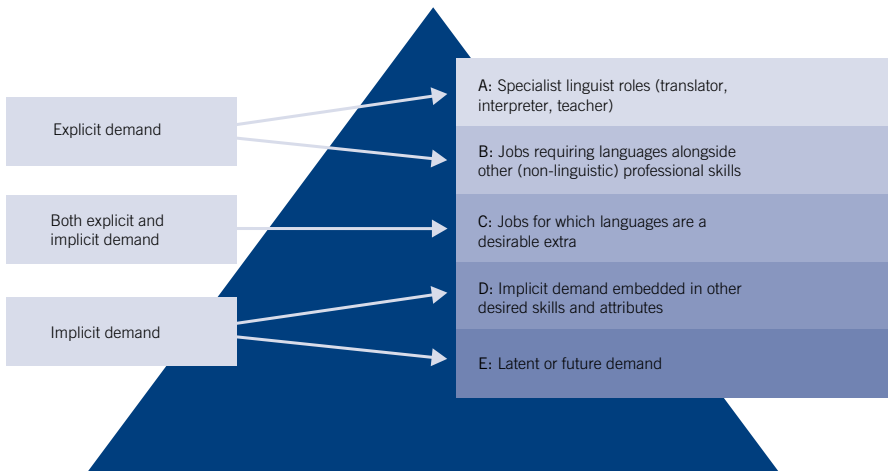 Explicit demand
Both explicit and
implicit demand
Implicit demand
A: Specialist linguist roles (translator,
interpreter, teacher)
B: Jobs requiring languages alongside
other (non-linguistic) professional skills
C: Jobs for which languages are a
desirable extra
D: Implicit demand embedded in other
desired skills and attributes
E: Latent or future demand